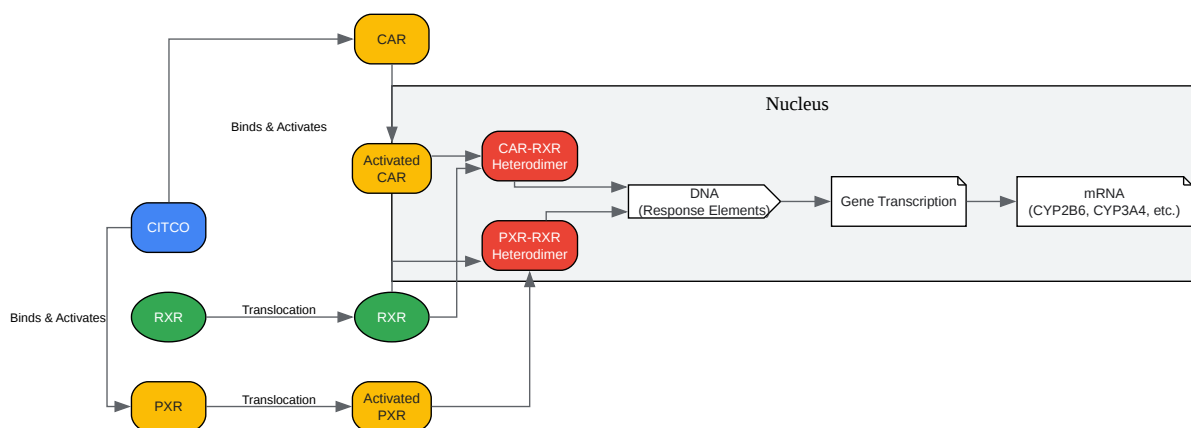 CAR
Nucleus
Binds & Activates
Activated
CAR
CAR-RXR
Heterodimer
DNA
(Response Elements)
Gene Transcription
mRNA
(CYP2B6, CYP3A4, etc.)
CITCO
PXR-RXR
Heterodimer
Binds & Activates
RXR
Translocation
RXR
PXR
Translocation
Activated
PXR